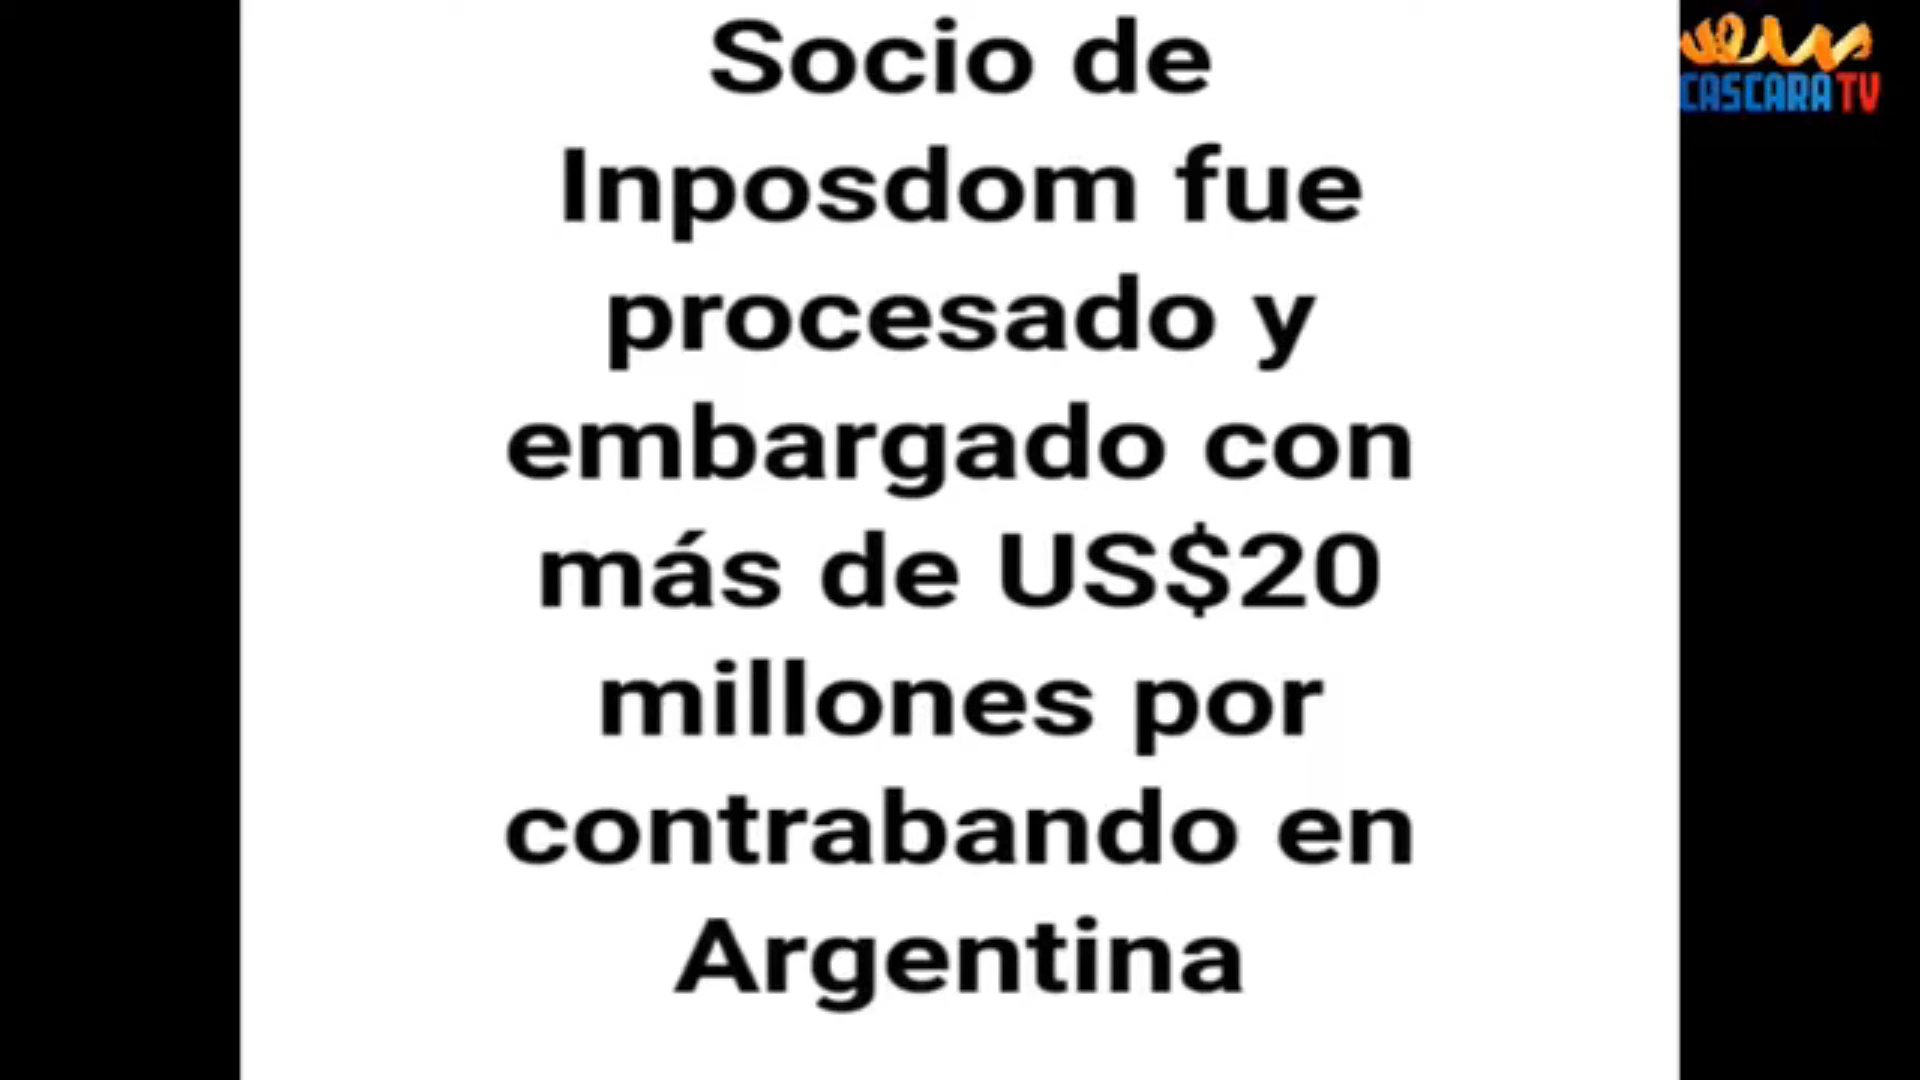 Socio de
Inposdom fue
procesado y
embargado con
más de US$20
millones por
contrabando en
Argentina
CASCARA TV